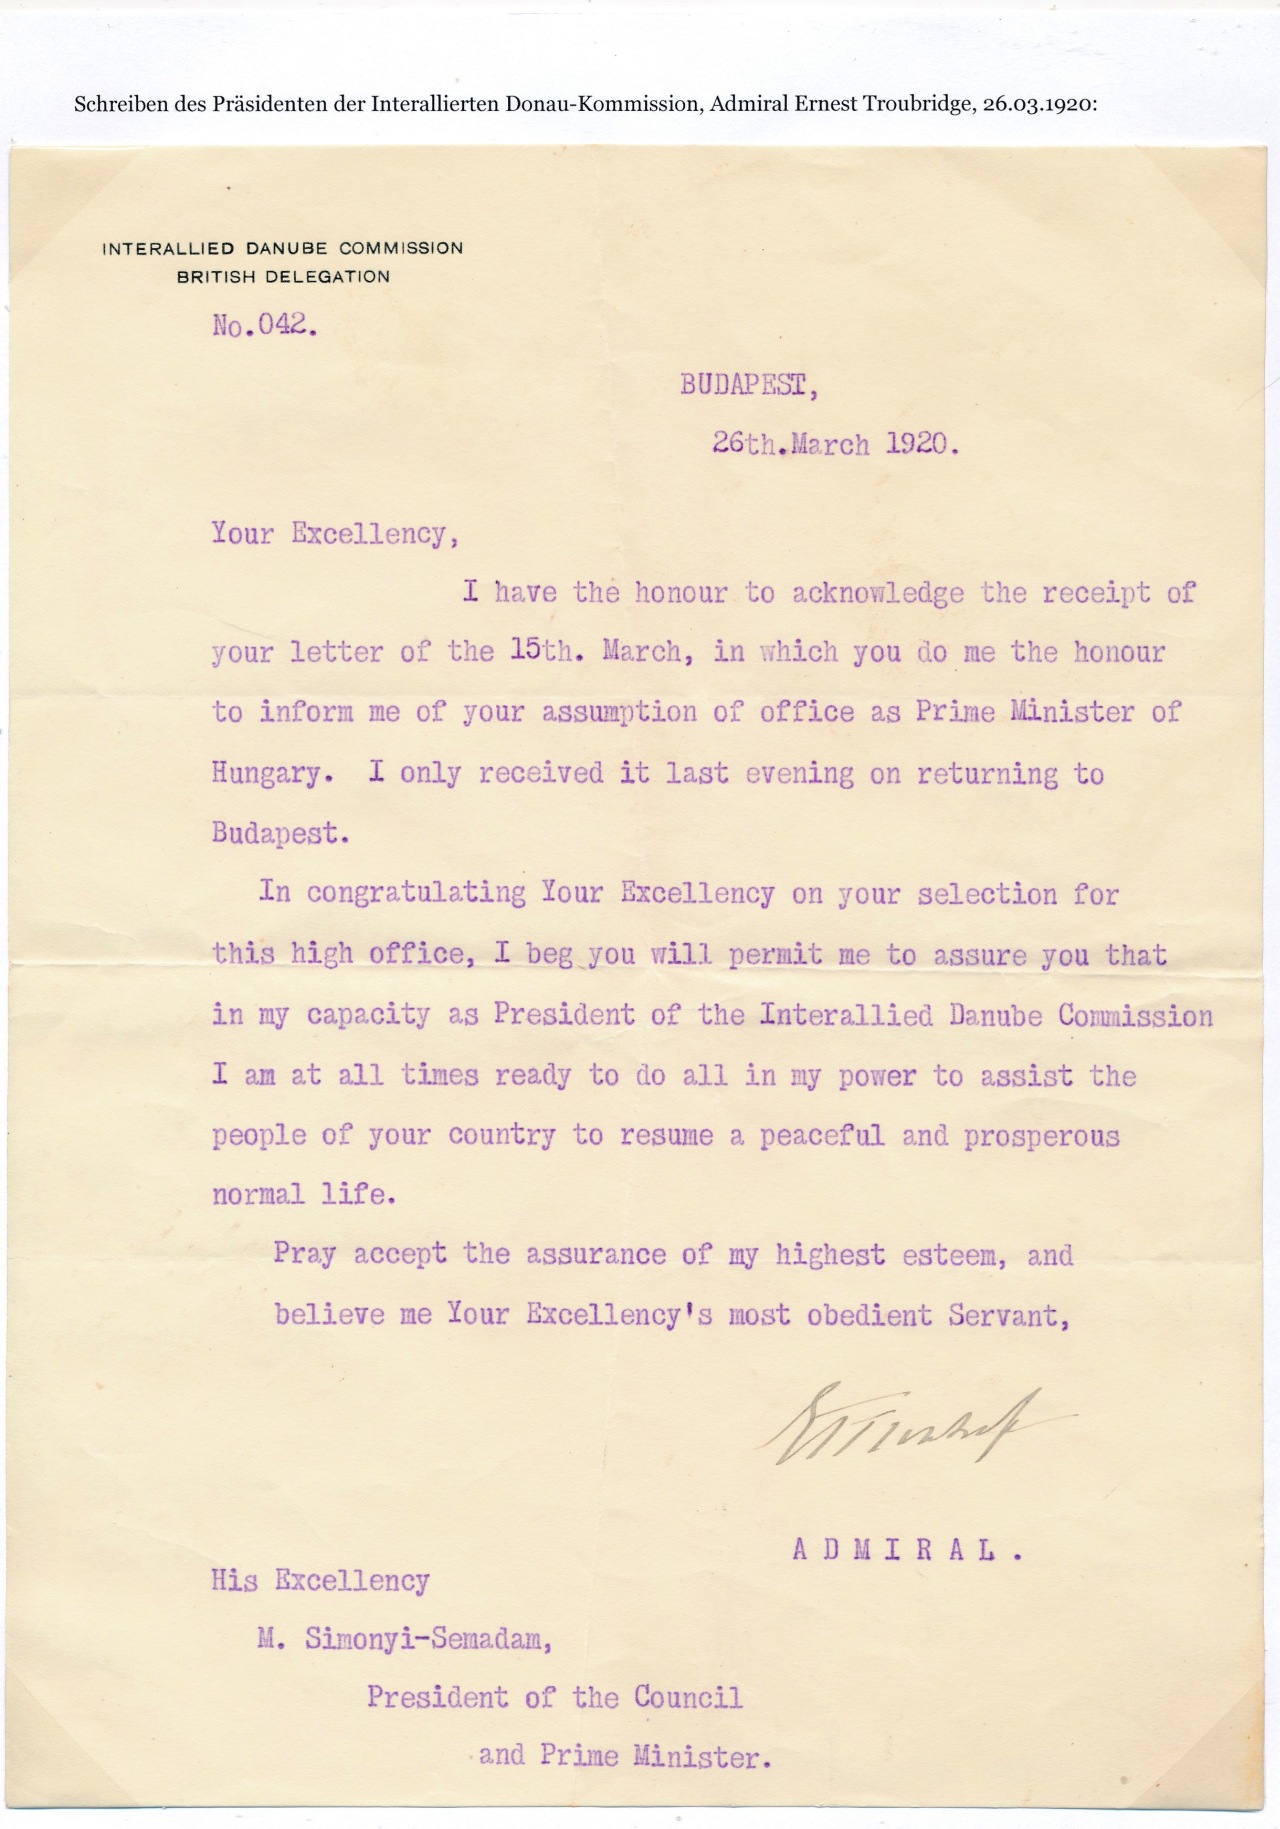 Schreiben des Präsidenten der Interallierten Donau-Kommission, Admiral Ernest Troubridge, 26.03.1920:
INTERALLIED DANUBE COMMISSION
BRITISH DELEGATION
No.042.
BUDAPEST,
26th.March 1920.
Your Excellency,
I have the honour to acknowledge the receipt of
your letter of the 15th. March, in which you do me the honour
to inform me of your assumption of office as Prime Minister of
Hungary. I only received it last evening on returning to
Budapest.
In congratulating Your Excellency on your selection for
this high office, I beg you will permit me to assure you that
in my capacity as President of the Interallied Danube Commission
I am at all times ready to do all in my power to assist the
people of your country to resume a peaceful and prosperous
normal life.
Pray accept the assurance of my highest esteem, and
believe me Your Excellency's most obedient Servant,
ADMIRAL.
His Excellency
M. Simonyi-Semadam,
President of the Council
and Prime Minister.